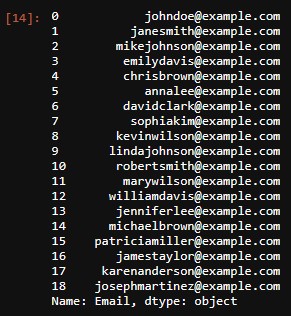 [14]: 0 johndoe@example.com
1 janesmith@example.com
2 mikejohnson@example.com
3 emilydavis@example.com
4 chrisbrown@example.com
5 annalee@example.com
6 davidclark@example.com
7 sophiakim@example.com
8 kevinwilson@example.com
9 lindajohnson@example.com
10 robertsmith@example.com
11 marywilson@example.com
12 williamdavis@example.com
13 jenniferlee@example.com
14 michaelbrown@example.com
15 patriciamiller@example.com
16 jamestaylor@example.com
17 karenanderson@example.com
18 josephmartinez@example.com
Name: Email, dtype: object